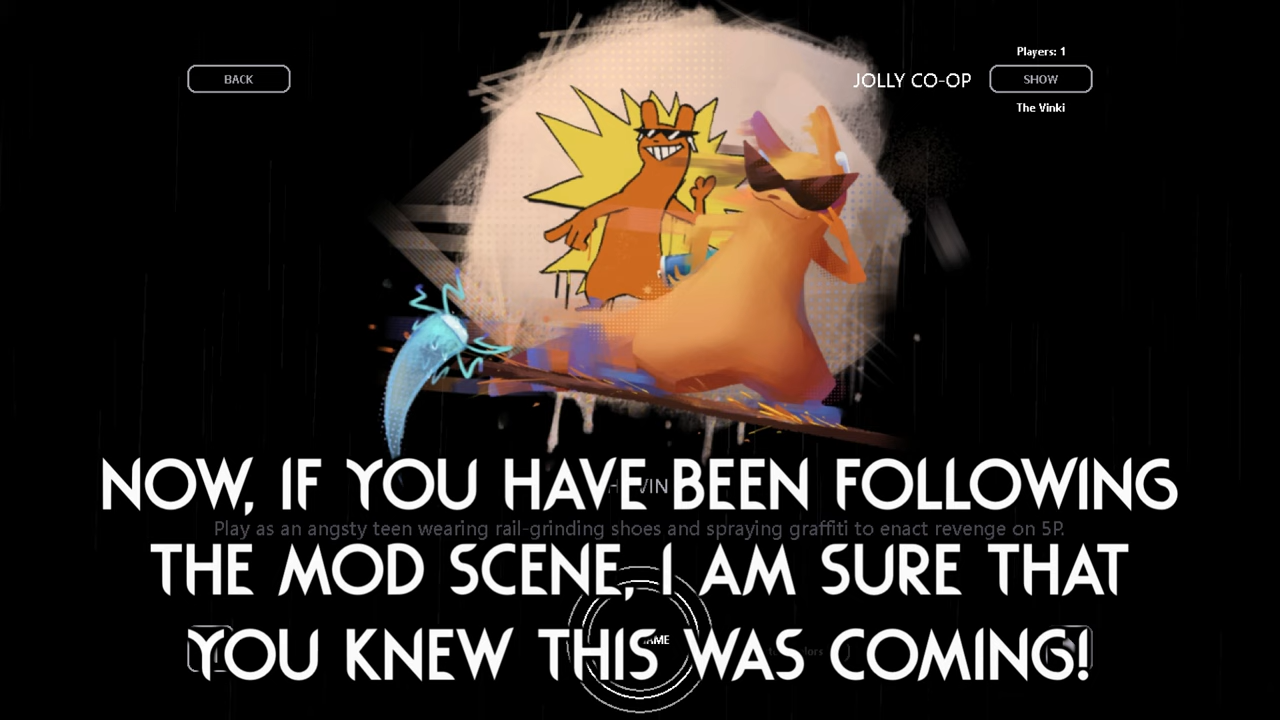 Players: 1
BACK
JOLLY CO-OP
SHOW
The Vinki
NOW, IF YOU HAVE BEEN FOLLOWING
Play as an angsty teen wearing rail-grinding shoes and spraying graffiti to enact revenge on 5P.
THE MOD SCENE, I AM SURE THAT
YOU KNEW THIS WAS COMING!